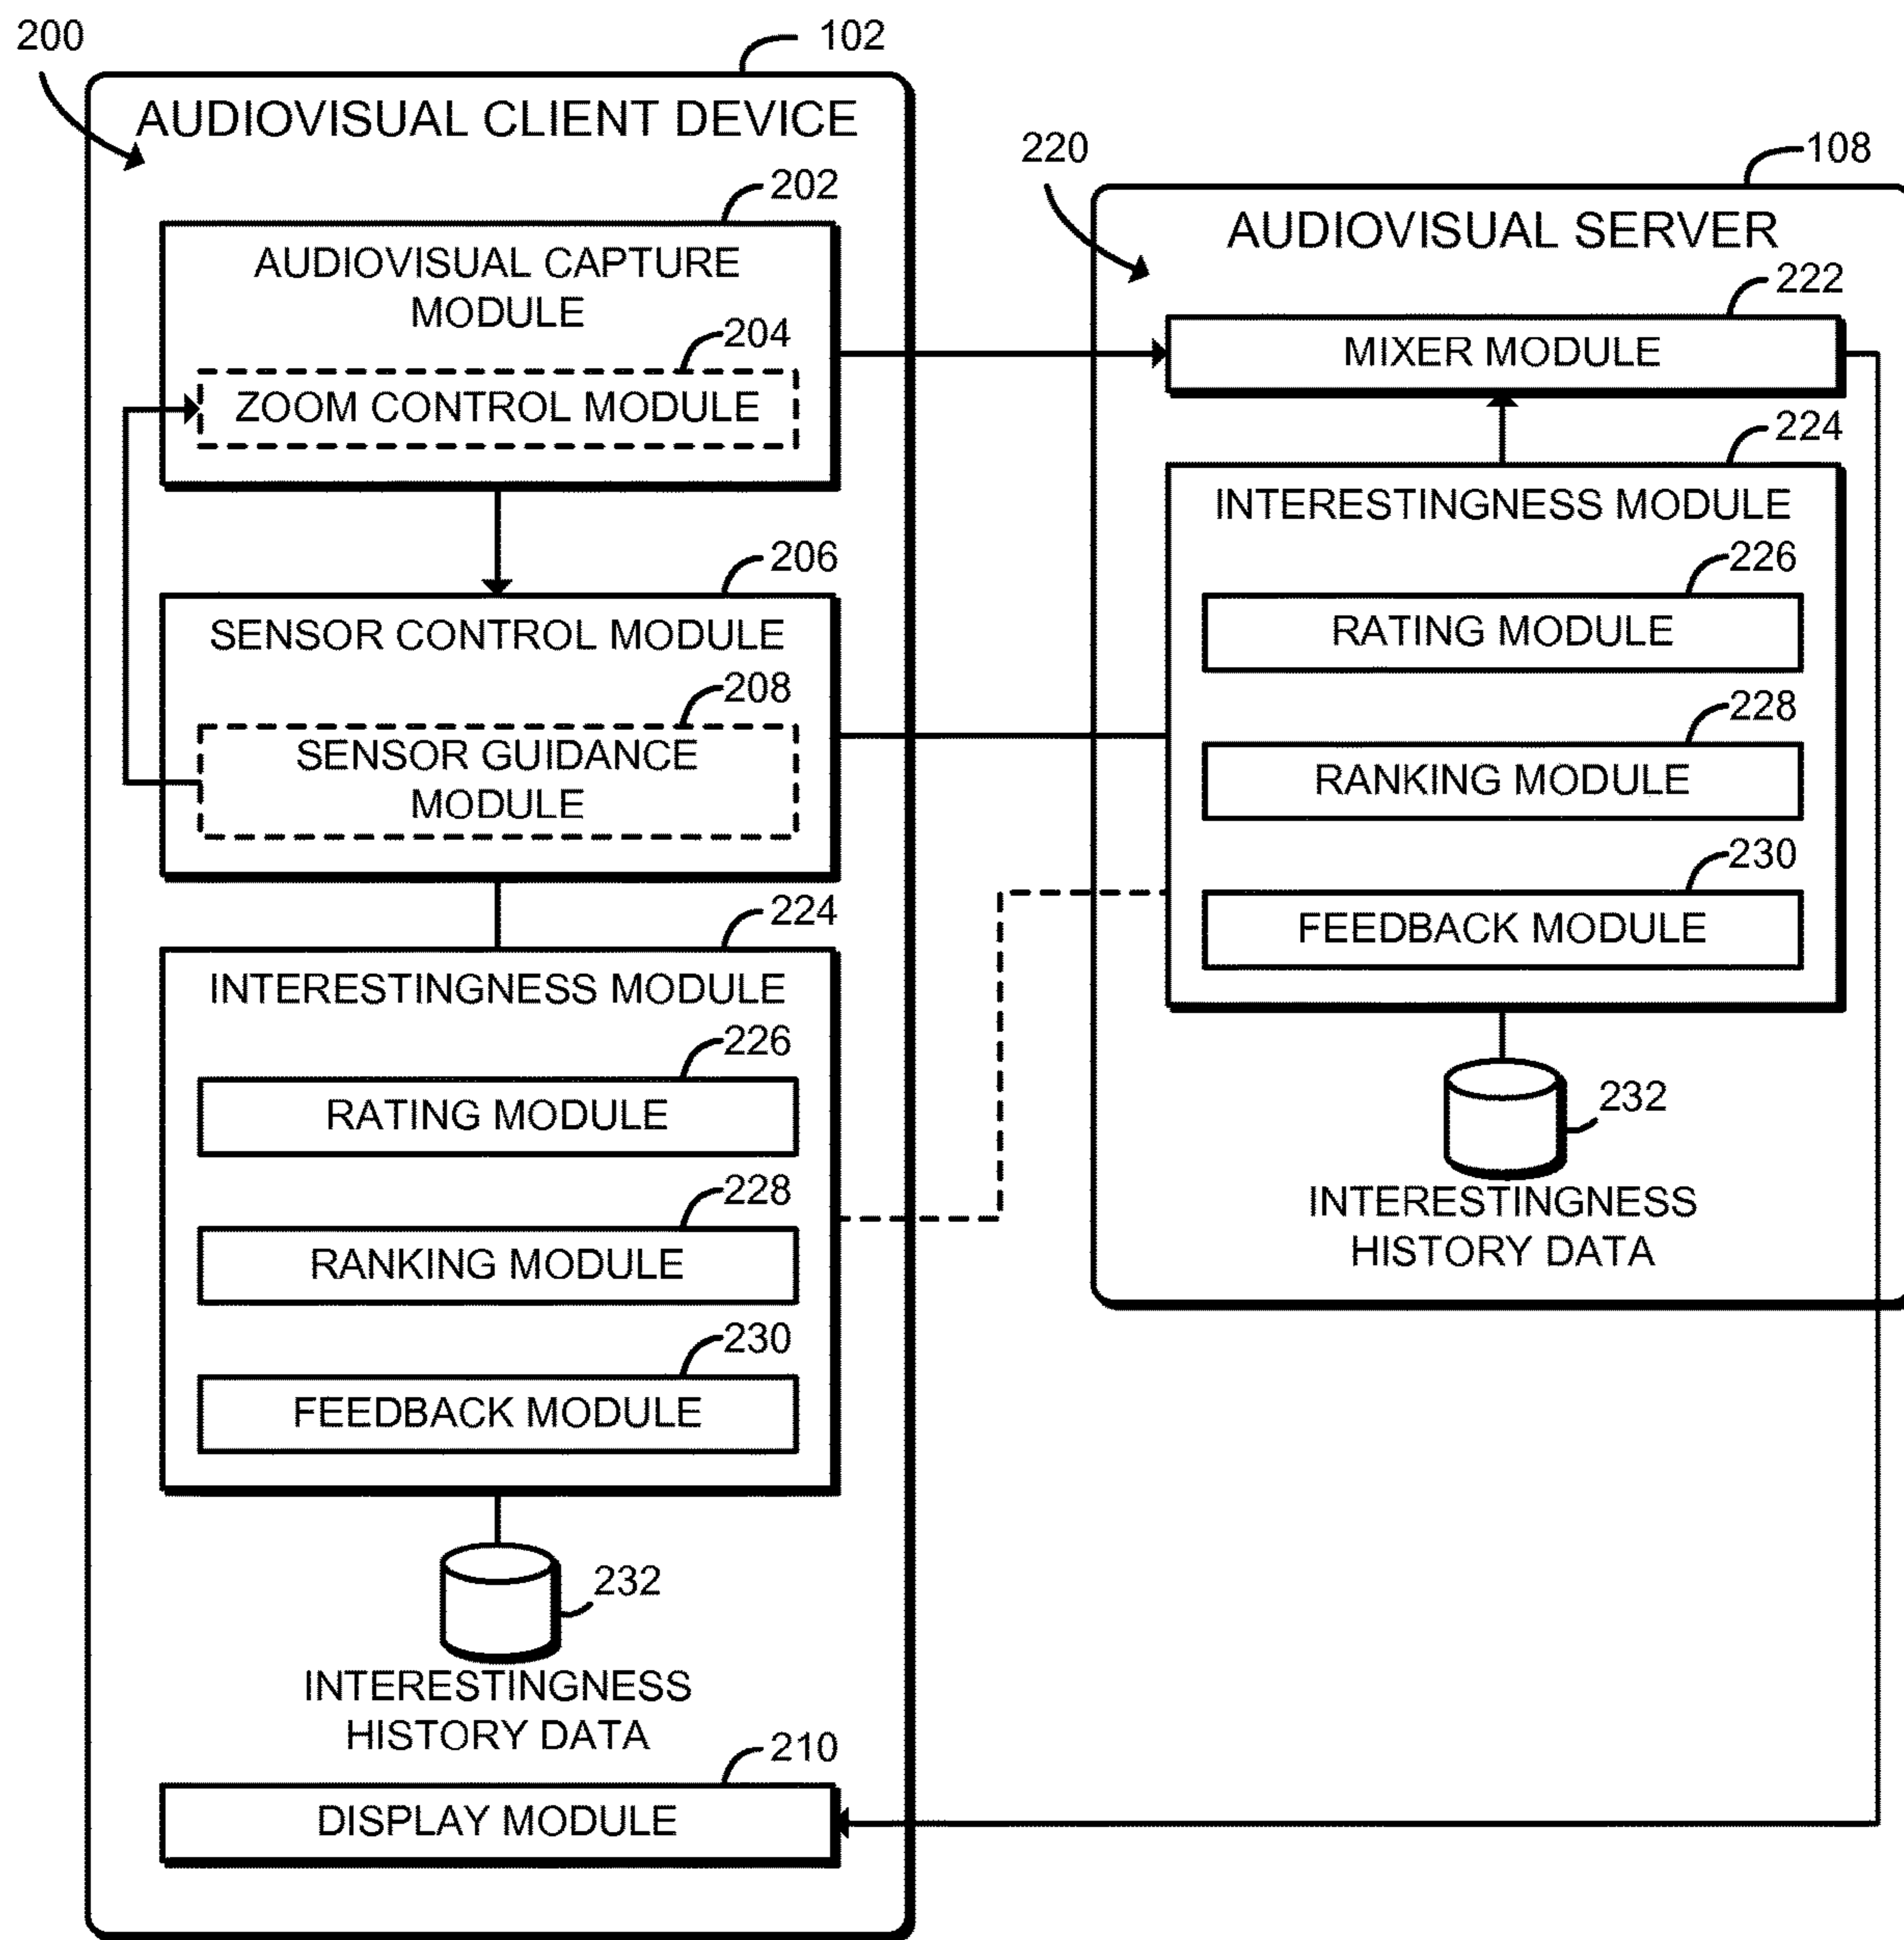 200
102
AUDIOVISUAL CLIENT DEVICE
202
AUDIOVISUAL CAPTURE
MODULE
204
ZOOM CONTROL MODULE
206
SENSOR CONTROL MODULE
208
SENSOR GUIDANCE
MODULE
224
INTERESTINGNESS MODULE
226
RATING MODULE
228
RANKING MODULE
230
FEEDBACK MODULE
232
INTERESTINGNESS
HISTORY DATA
210
DISPLAY MODULE
220
108
AUDIOVISUAL SERVER
222
MIXER MODULE
224
INTERESTINGNESS MODULE
226
RATING MODULE
228
RANKING MODULE
230
FEEDBACK MODULE
232
INTERESTINGNESS
HISTORY DATA